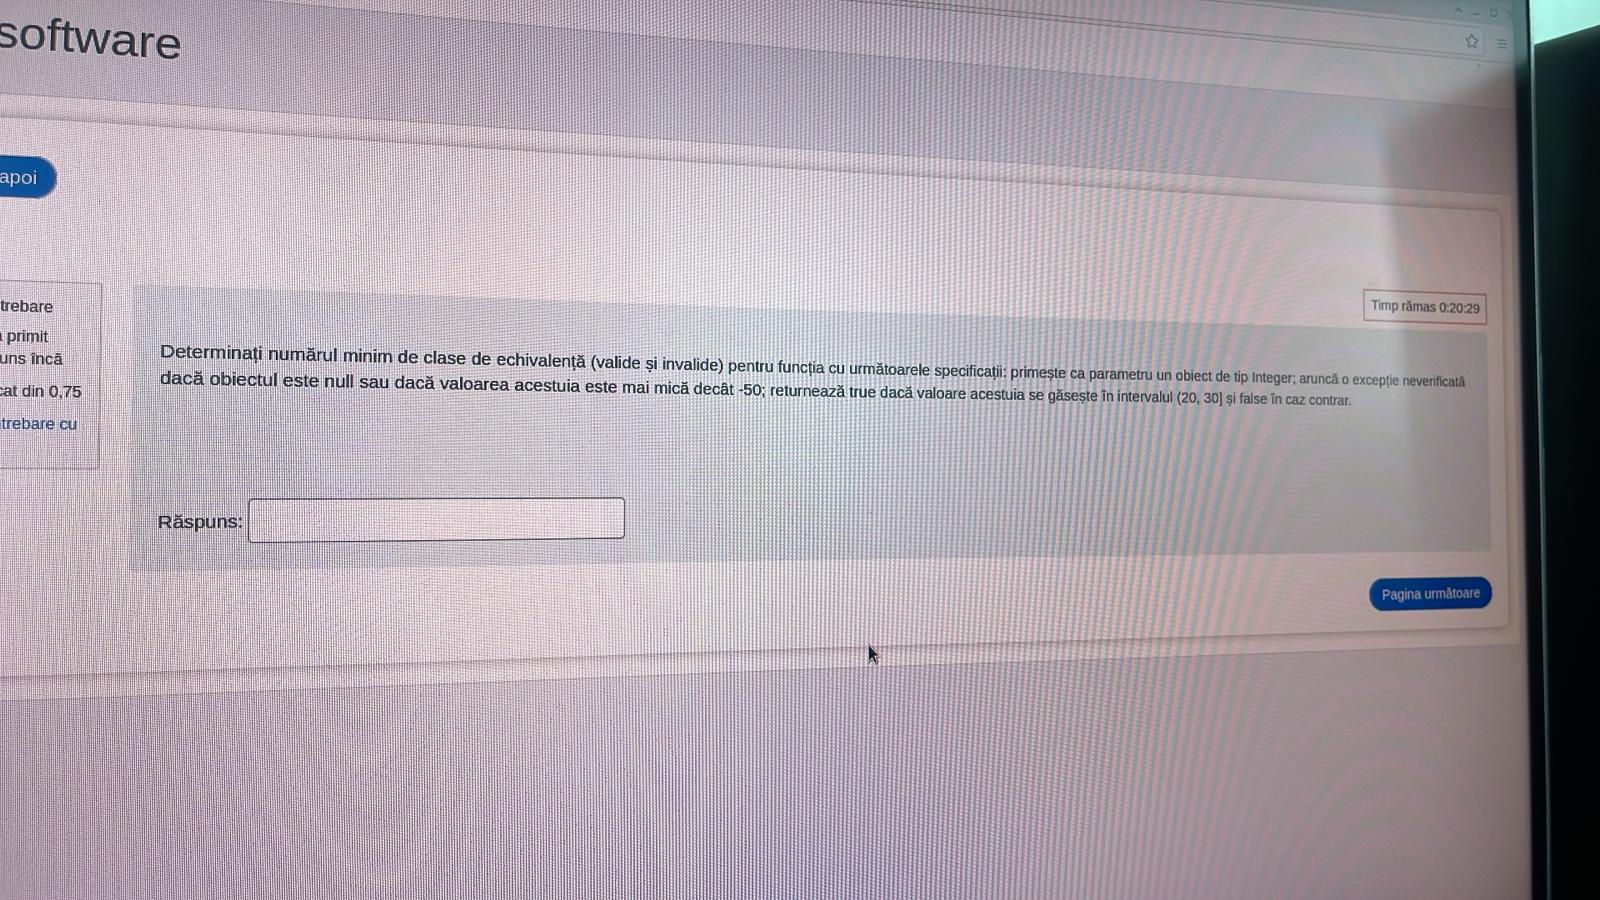 software
apoi
trebare
primit
uns încă
cat din 0,75
trebare cu
Timp rămas 0:20:29
Determinați numărul minim de clase de echivalență (valide și invalide) pentru funcția cu următoarele specificații: primește ca parametru un obiect de tip Integer; aruncă o excepție neverificată
dacă obiectul este null sau dacă valoarea acestuia este mai mică decât -50; returnează true dacă valoare acestuia se găsește în intervalul (20, 30] și false în caz contrar.
Răspuns:
Pagina următoare